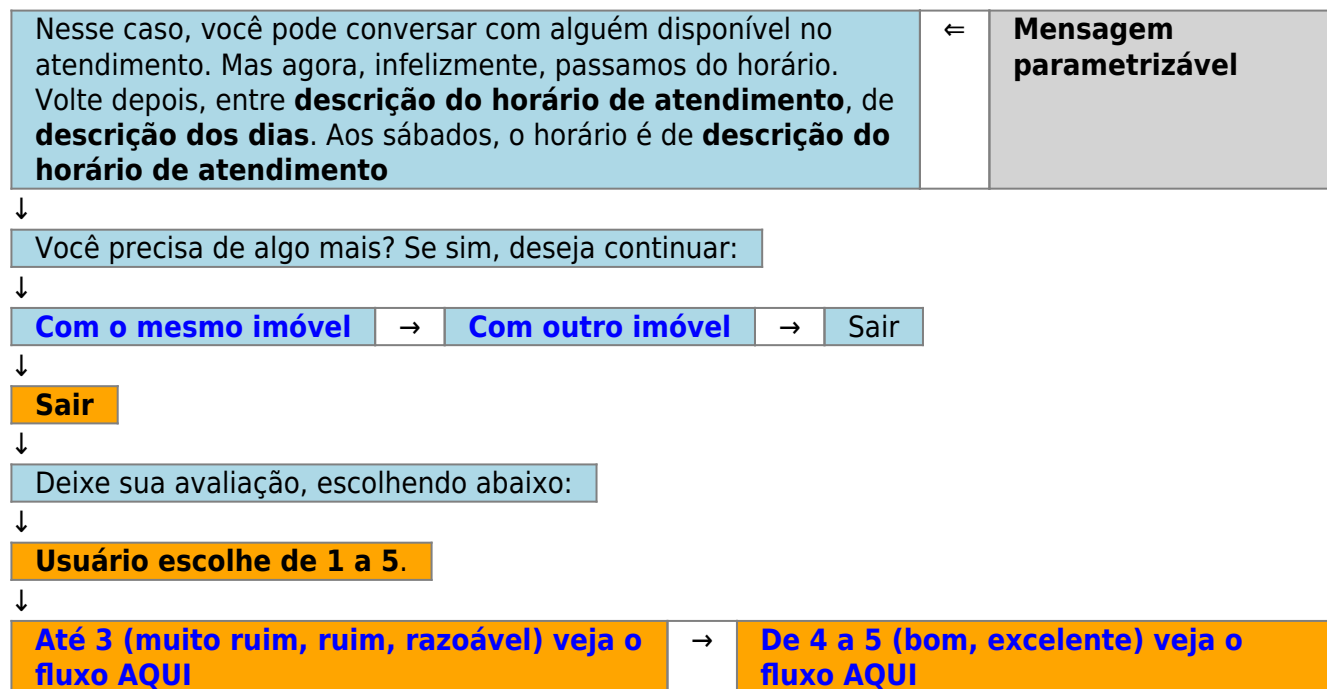 Nesse caso, você pode conversar com alguém disponível no
atendimento. Mas agora, infelizmente, passamos do horário.
Volte depois, entre descrição do horário de atendimento, de
descrição dos dias. Aos sábados, o horário é de descrição do
horário de atendimento
⇐
Mensagem
parametrizável
↓
Você precisa de algo mais? Se sim, deseja continuar:
↓
Com o mesmo imóvel → Com outro imóvel → Sair
↓
Sair
↓
Deixe sua avaliação, escolhendo abaixo:
↓
Usuário escolhe de 1 a 5.
↓
Até 3 (muito ruim, ruim, razoável) veja o
fluxo AQUI
→
De 4 a 5 (bom, excelente) veja o
fluxo AQUI